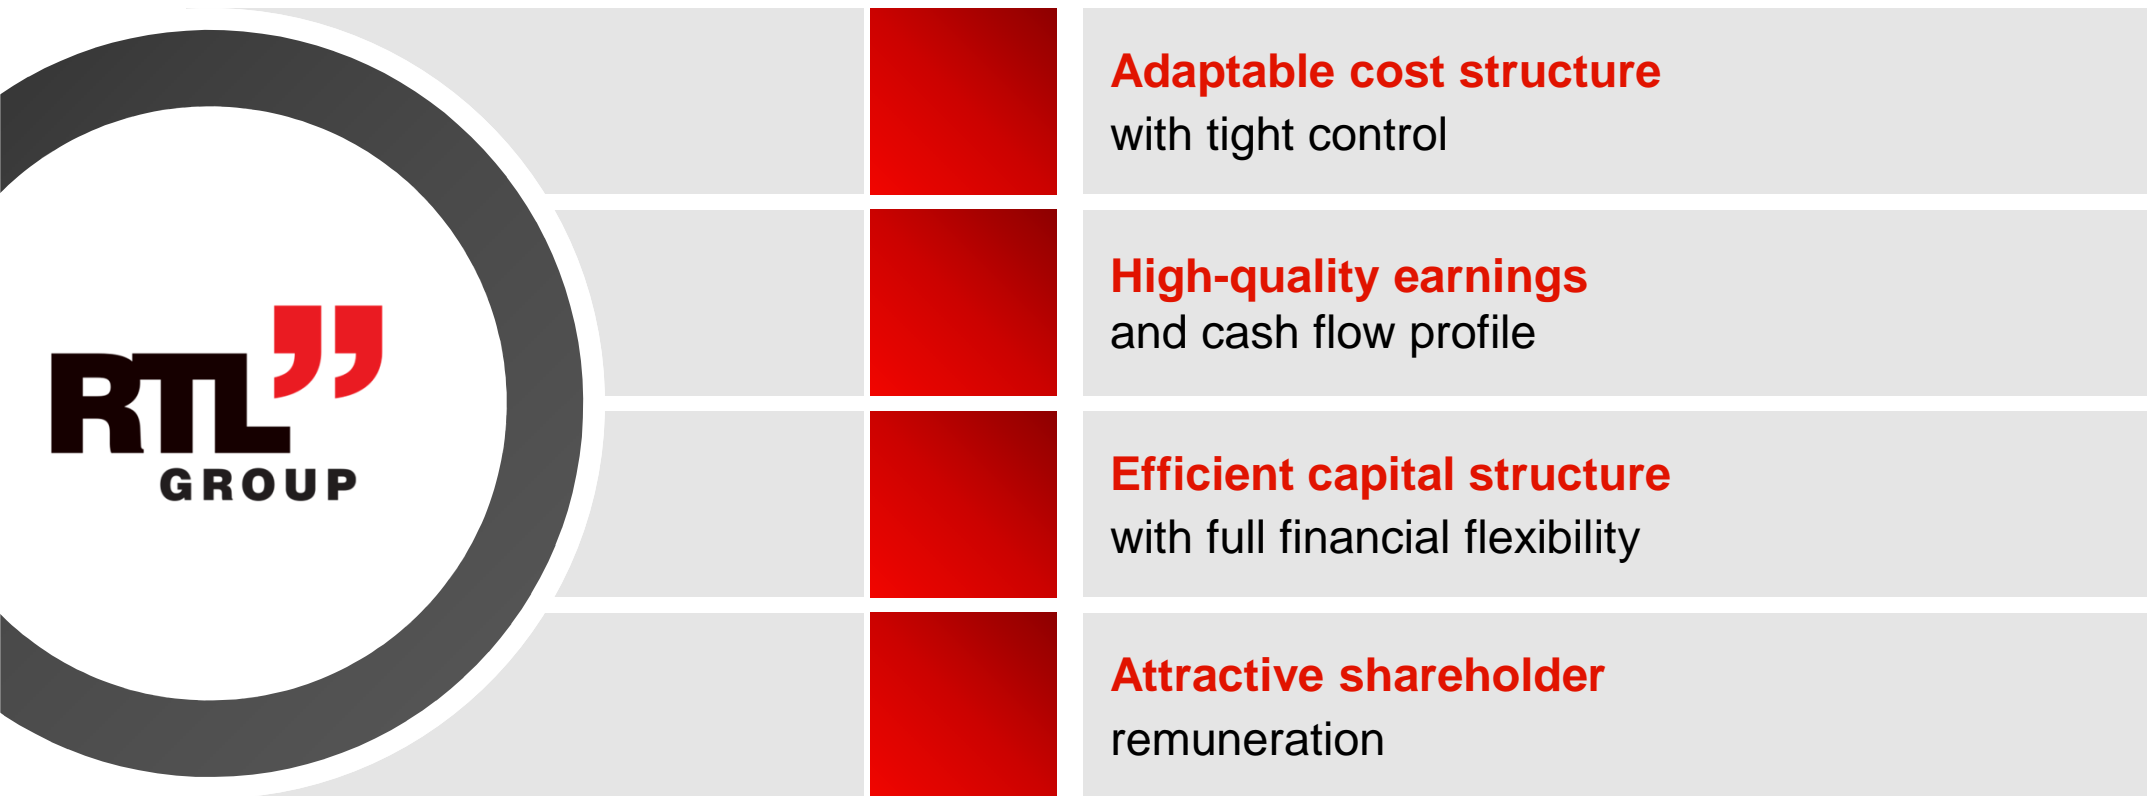 RTL
GROUP
Adaptable cost structure
with tight control
High-quality earnings
and cash flow profile
Efficient capital structure
with full financial flexibility
Attractive shareholder
remuneration